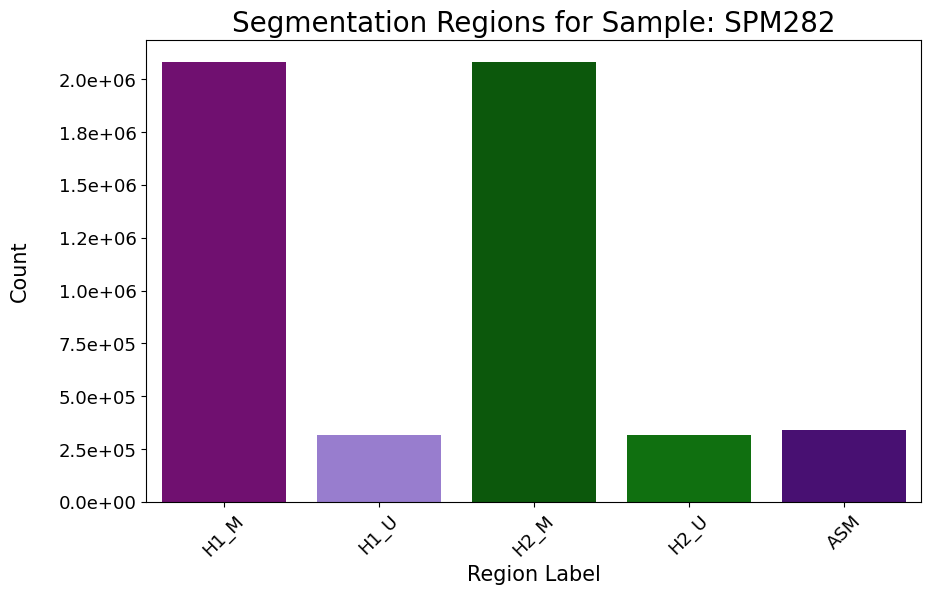 Segmentation Regions for Sample: SPM282
2.0e+06
1.8e+06
1.5e+06
1.2e+06
1.0e+06
7.5e+05
5.0e+05
2.5e+05
0.0e+00
Count
H1_M
H1_U
H2_M
H2_U
ASM
Region Label